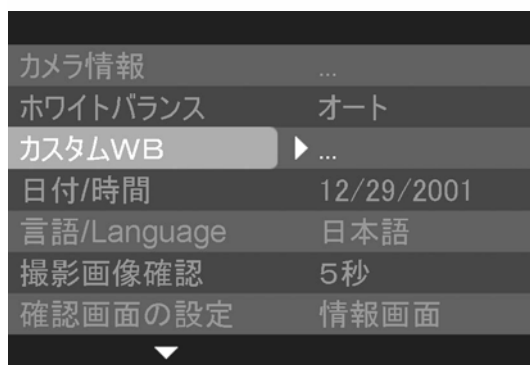 カメラ情報 ...
ホワイトバランス オート
カスタムWB ...
日付/時間 12/29/2001
言語/Language 日本語
撮影画像確認 5秒
確認画面の設定 情報画面